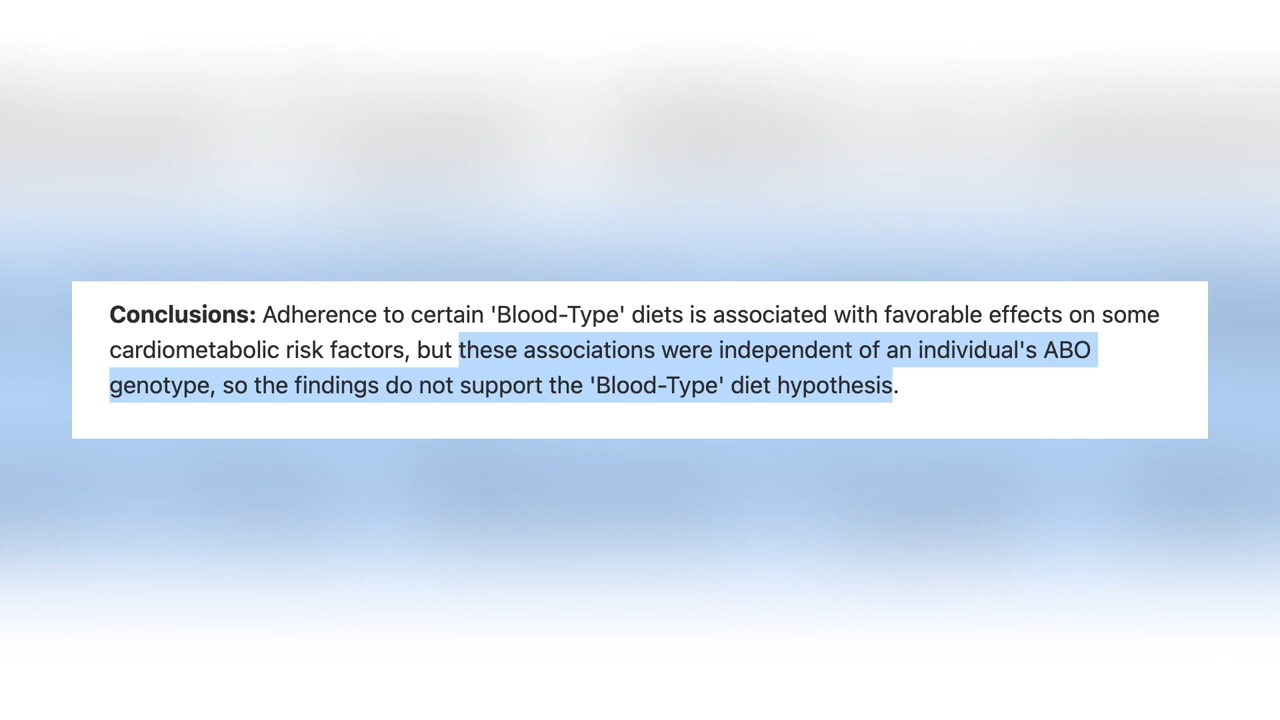 Conclusions: Adherence to certain 'Blood-Type' diets is associated with favorable effects on some
cardiometabolic risk factors, but these associations were independent of an individual's ABO
genotype, so the findings do not support the 'Blood-Type' diet hypothesis.